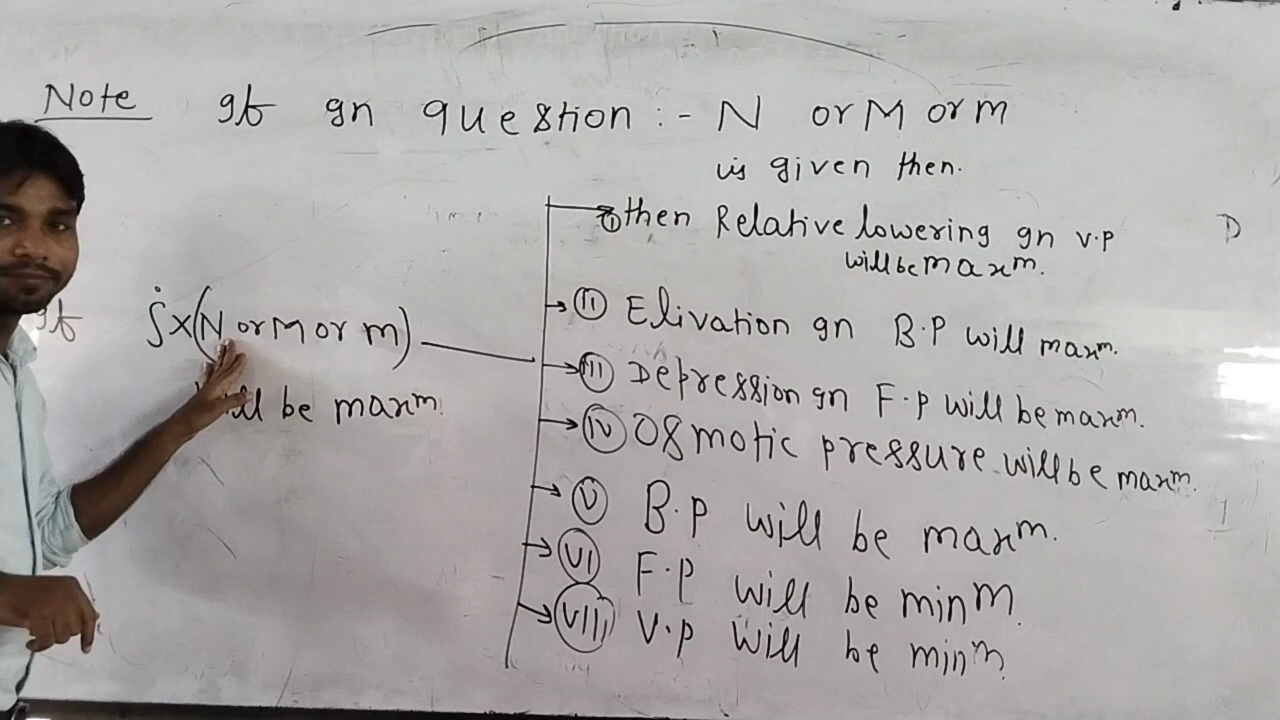 Note If In question :- N or M or m
is given then.
① then Relative lowering In v.p
will be maxm.
If i×(N or M or m)
will be maxm.
II Elivation In B.P will maxm.
III Depression In F.P will be maxm.
IV Osmotic pressure will be maxm.
V B.P will be maxm.
VI F.P will be minm.
VII V.p will be minm.